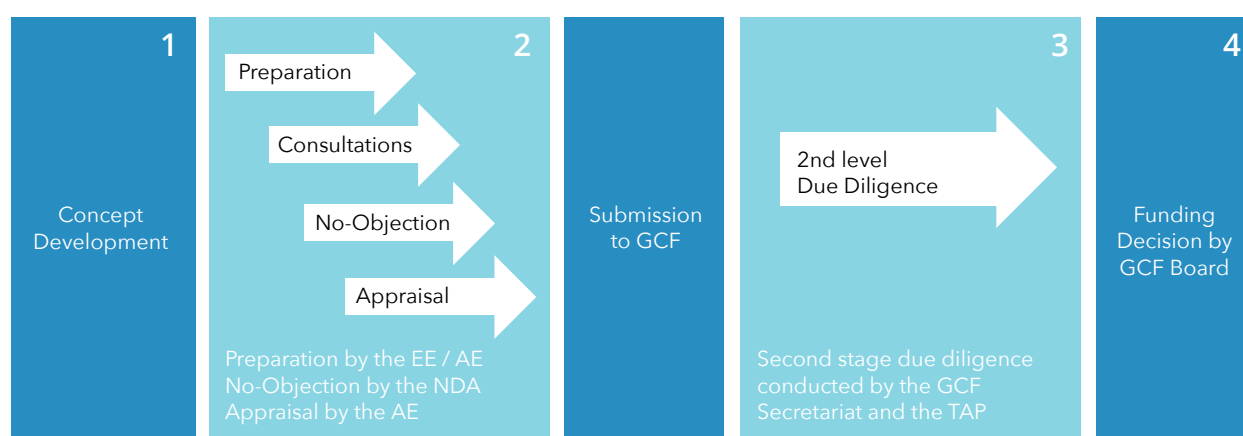 1
Concept
Development
2
Preparation
Consultations
No-Objection
Appraisal
Preparation by the EE / AE
No-Objection by the NDA
Appraisal by the AE
Submission
to GCF
3
2nd level
Due Diligence
Second stage due diligence
conducted by the GCF
Secretariat and the TAP
4
Funding
Decision by
GCF Board